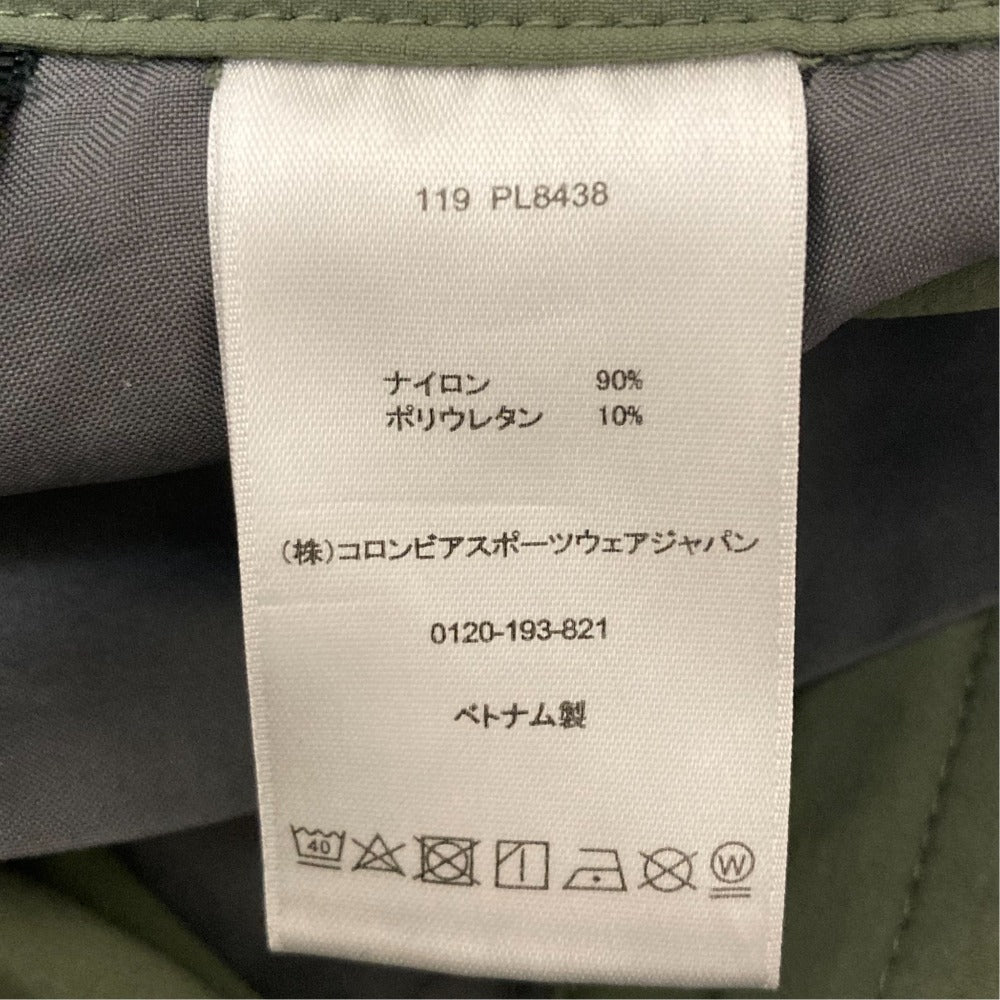 119 PL8438
ナイロン 90%
ポリウレタン 10%
(株)コロンビアスポーツウェアジャパン
0120-193-821
ベトナム製
40 W